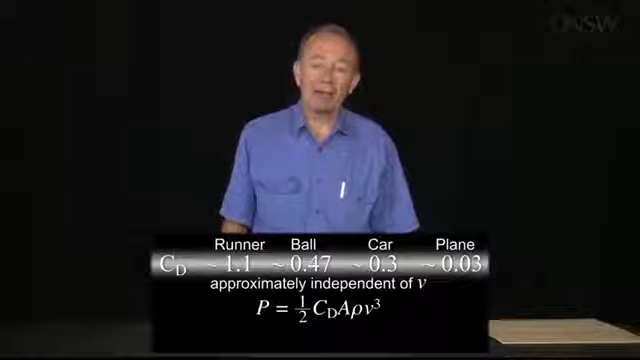 UNSW
Runner Ball Car Plane
C_D ~ 1.1 ~ 0.47 ~ 0.3 ~ 0.03
approximately independent of v
P = 1/2 C_D Aρv³